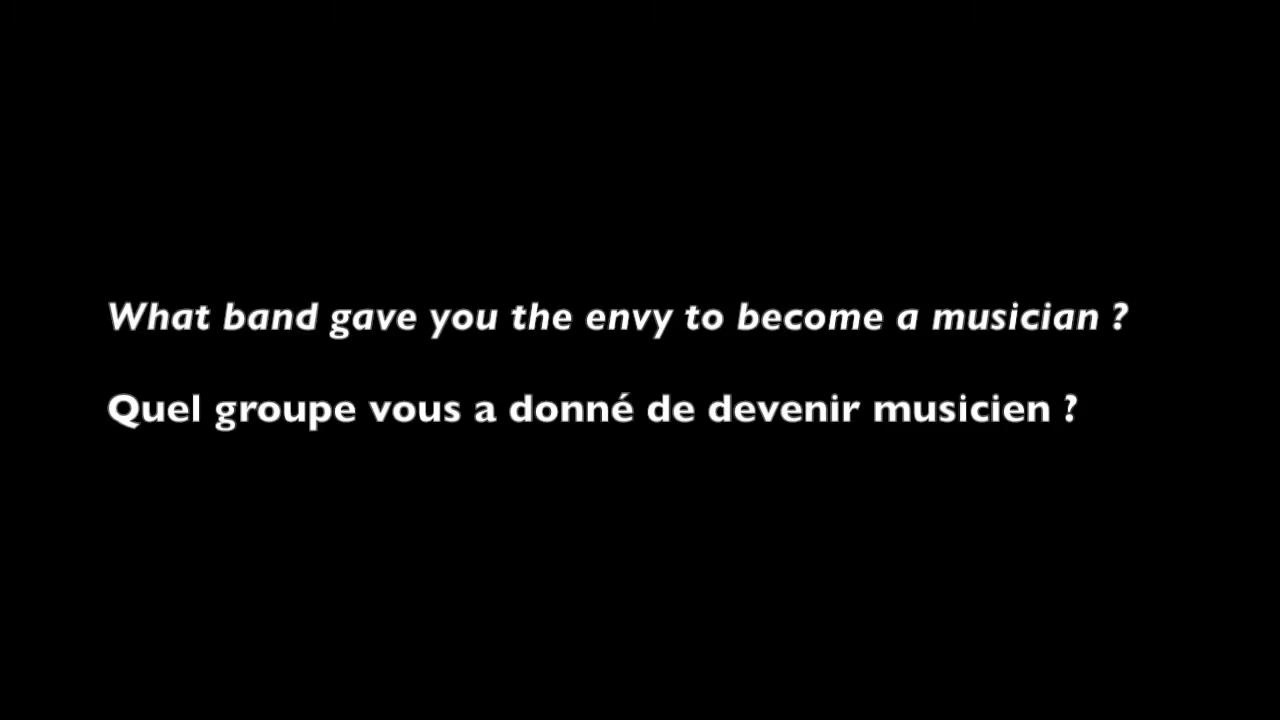 What band gave you the envy to become a musician ?
Quel groupe vous a donné de devenir musicien ?